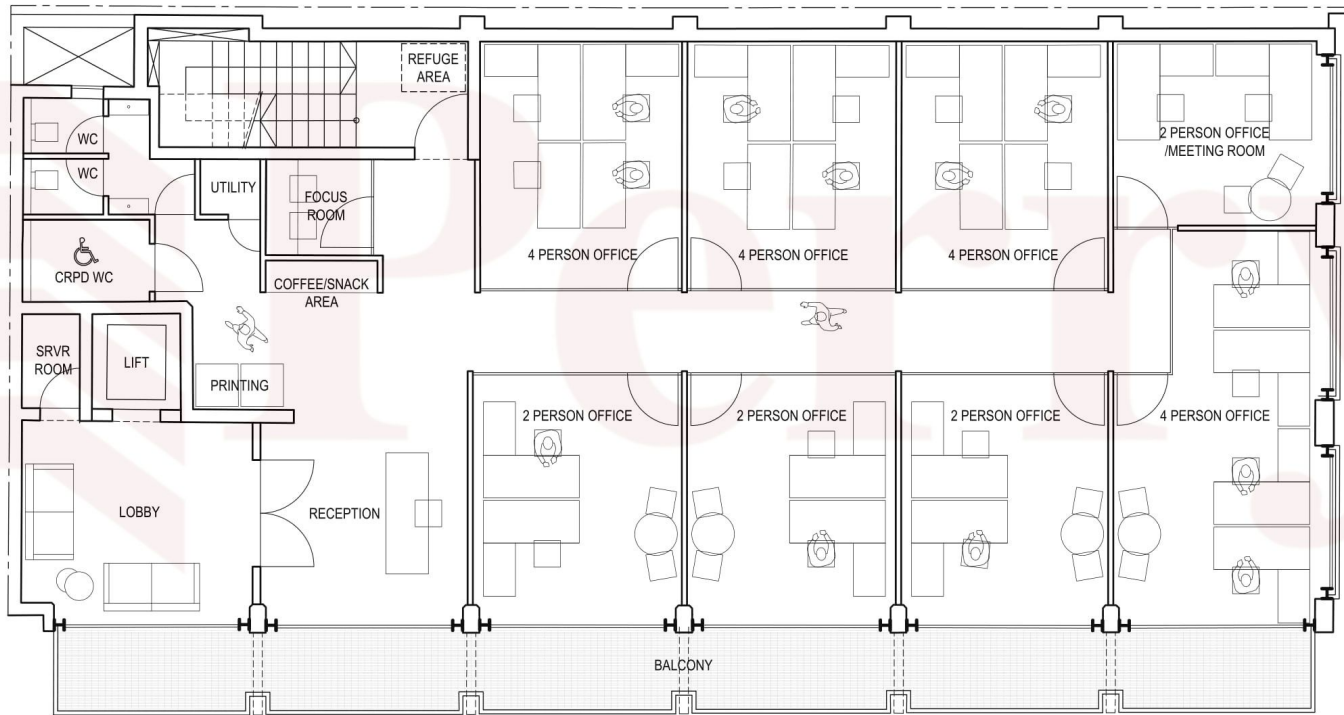 REFUGE
AREA
WC
WC
UTILITY
FOCUS
ROOM
2 PERSON OFFICE
/MEETING ROOM
4 PERSON OFFICE
4 PERSON OFFICE
4 PERSON OFFICE
CRPD WC
COFFEE/SNACK
AREA
SRVR
ROOM
LIFT
PRINTING
2 PERSON OFFICE
2 PERSON OFFICE
2 PERSON OFFICE
4 PERSON OFFICE
LOBBY
RECEPTION
BALCONY
Perry